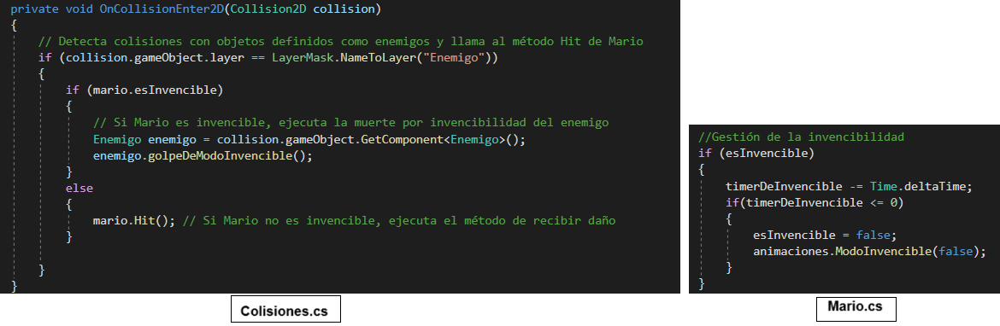 private void OnCollisionEnter2D(Collision2D collision)
{
// Detecta colisiones con objetos definidos como enemigos y llama al método Hit de Mario
if (collision.gameObject.layer == LayerMask.NameToLayer("Enemigo"))
{
if (mario.esInvencible)
{
// Si Mario es invencible, ejecuta la muerte por invencibilidad del enemigo
Enemigo enemigo = collision.gameObject.GetComponent<Enemigo>();
enemigo.golpeDeModoInvencible();
}
else
{
mario.Hit(); // Si Mario no es invencible, ejecuta el método de recibir daño
}
}
}
Colisiones.cs
//Gestión de la invencibilidad
if (esInvencible)
{
timerDeInvencible -= Time.deltaTime;
if(timerDeInvencible <= 0)
{
esInvencible = false;
animaciones.ModoInvencible(false);
}
}
Mario.cs